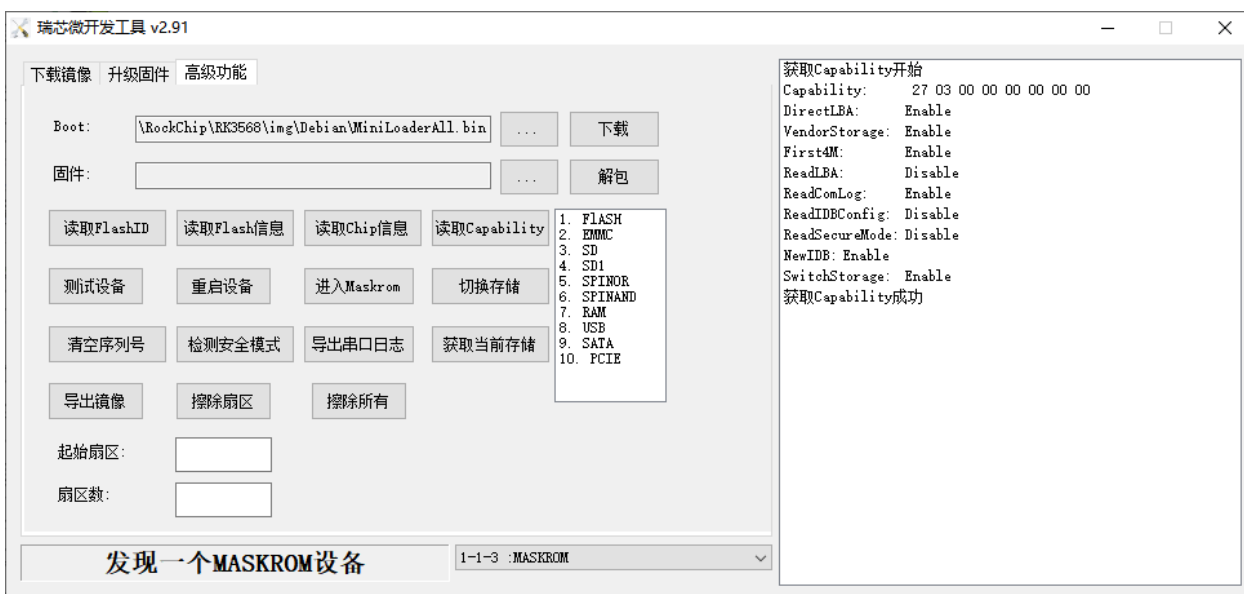 瑞芯微开发工具 v2.91
下载镜像 升级固件 高级功能
Boot: \RockChip\RK3568\img\Debian\MiniLoaderAll.bin ... 下载
固件: ... 解包
读取FlashID 读取Flash信息 读取Chip信息 读取Capability
测试设备 重启设备 进入Maskrom 切换存储
清空序列号 检测安全模式 导出串口日志 获取当前存储
导出镜像 擦除扇区 擦除所有
1. FlASH
2. EMMC
3. SD
4. SD1
5. SPINOR
6. SPINAND
7. RAM
8. USB
9. SATA
10. PCIE
起始扇区:
扇区数:
发现一个MASKROM设备 1-1-3 :MASKROM
获取Capability开始
Capability: 27 03 00 00 00 00 00 00
DirectLBA: Enable
VendorStorage: Enable
First4M: Enable
ReadLBA: Disable
ReadComLog: Enable
ReadIDBConfig: Disable
ReadSecureMode: Disable
NewIDB: Enable
SwitchStorage: Enable
获取Capability成功